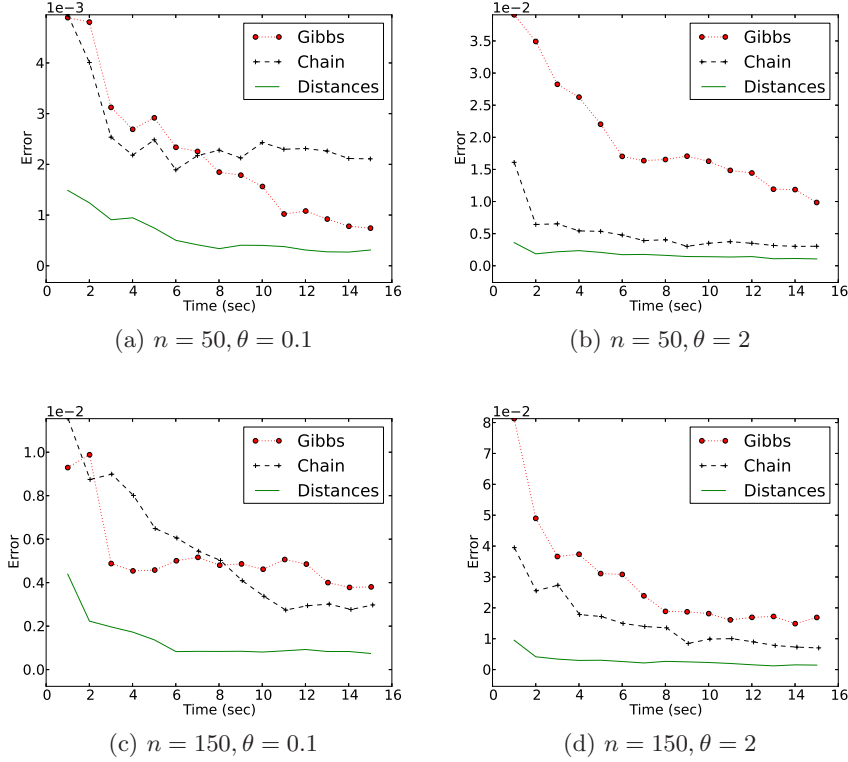 1e−3
Gibbs
Chain
Distances
4
3
2
1
0
Error
0 2 4 6 8 10 12 14 16
Time (sec)
(a) n = 50, θ = 0.1
1e−2
Gibbs
Chain
Distances
3.5
3.0
2.5
2.0
1.5
1.0
0.5
0.0
Error
0 2 4 6 8 10 12 14 16
Time (sec)
(b) n = 50, θ = 2
1e−2
Gibbs
Chain
Distances
1.0
0.8
0.6
0.4
0.2
0.0
Error
0 2 4 6 8 10 12 14 16
Time (sec)
(c) n = 150, θ = 0.1
1e−2
Gibbs
Chain
Distances
8
7
6
5
4
3
2
1
0
Error
0 2 4 6 8 10 12 14 16
Time (sec)
(d) n = 150, θ = 2